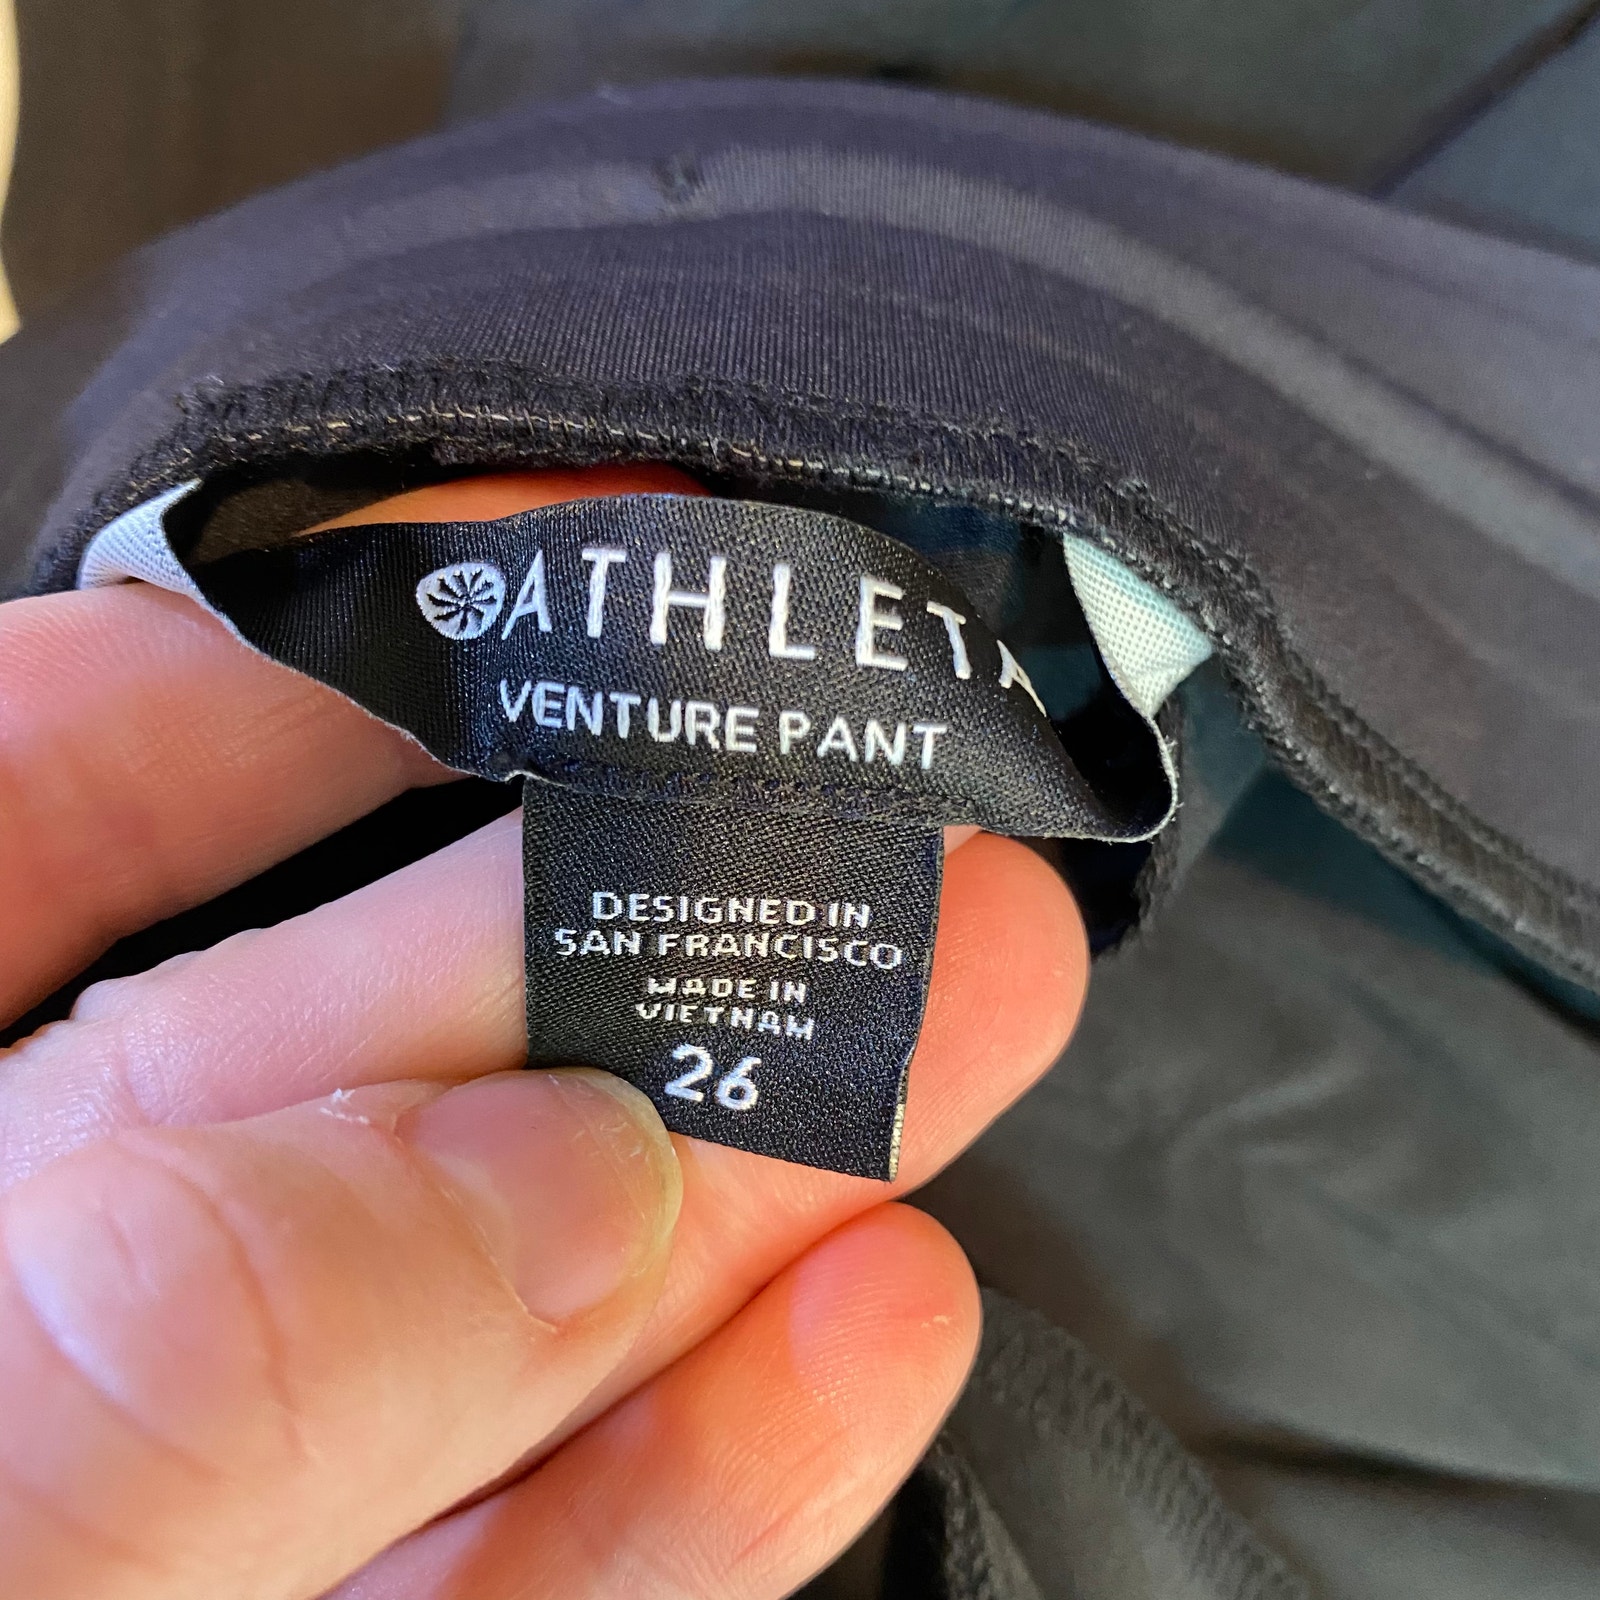 ATHLETA
VENTURE PANT
DESIGNED IN
SAN FRANCISCO
MADE IN
VIETNAM
26